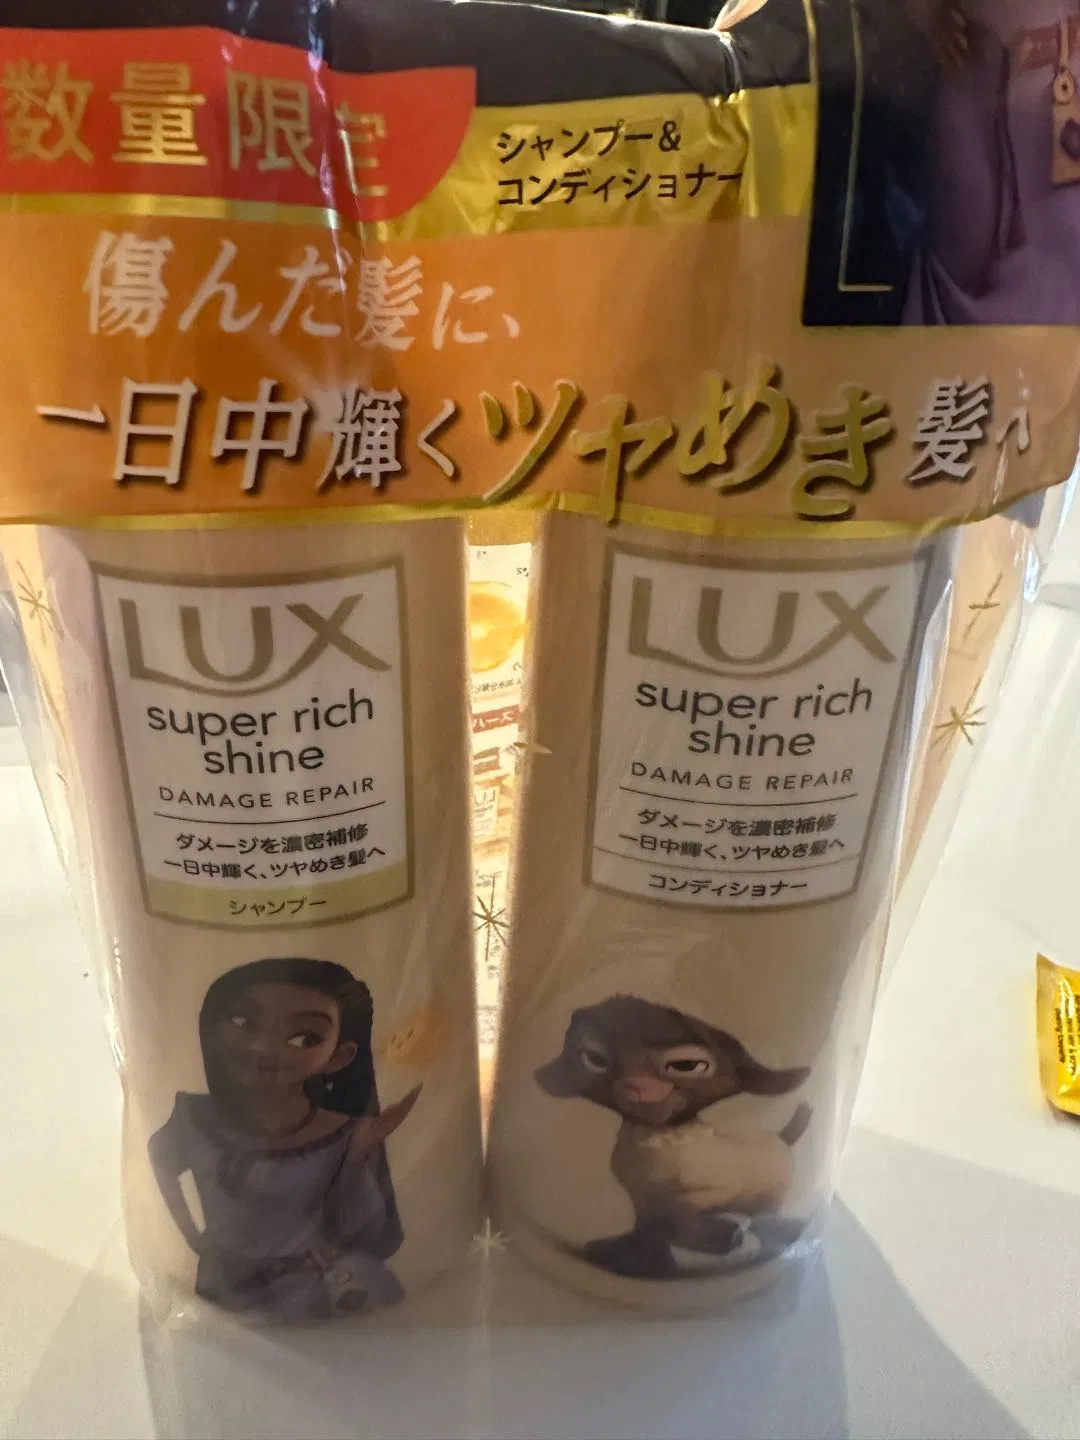 数量限定
シャンプー&
コンディショナー
傷んだ髪に、
一日中輝くツヤめき髪へ
LUX
super rich
shine
DAMAGE REPAIR
ダメージを濃密補修
一日中輝く、ツヤめき髪へ
シャンプー
LUX
super rich
shine
DAMAGE REPAIR
ダメージを濃密補修
一日中輝く、ツヤめき髪へ
コンディショナー